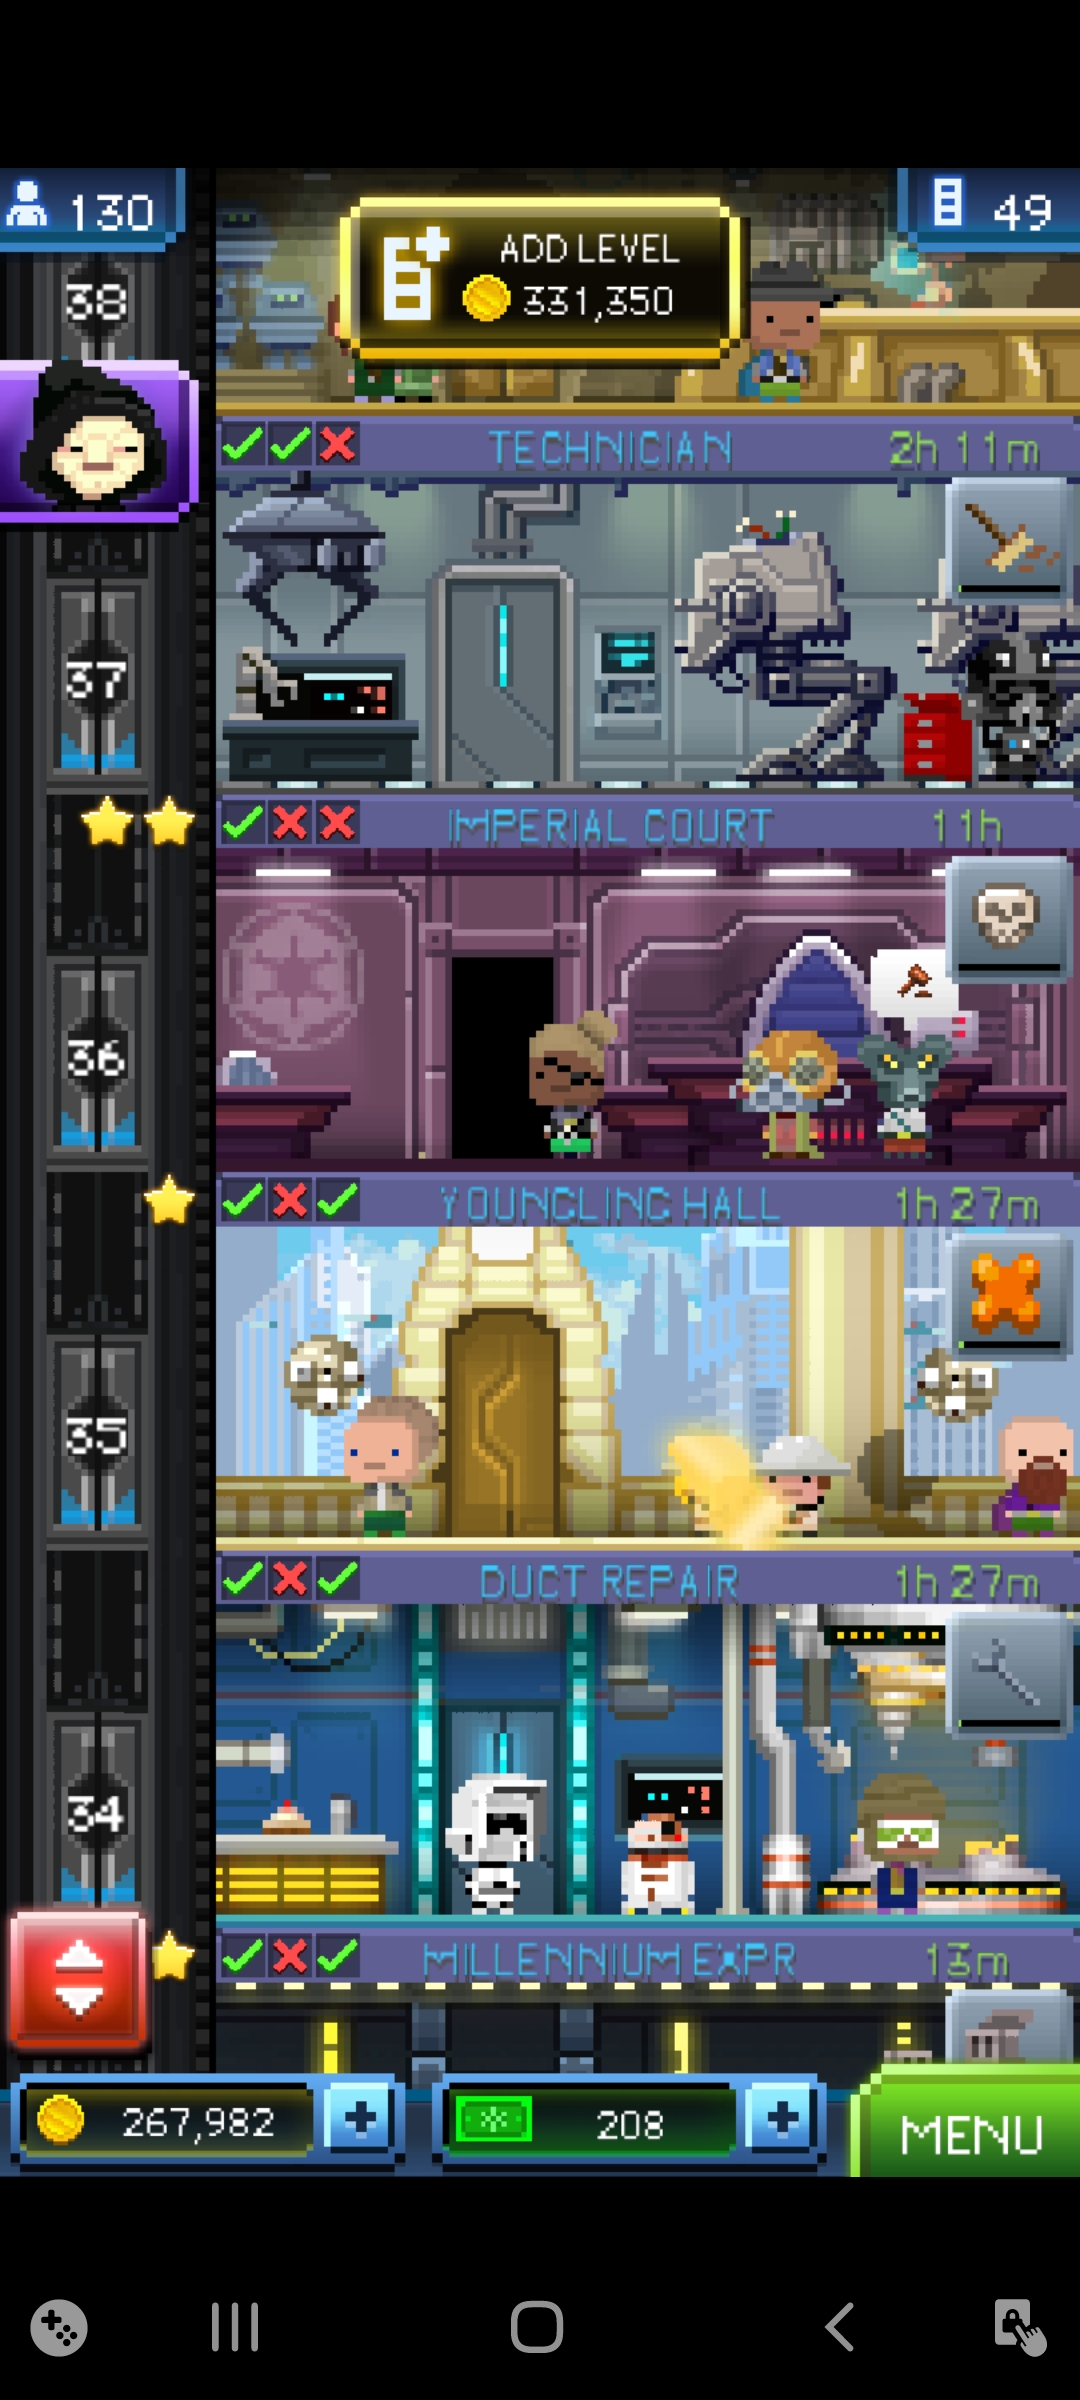 130
49
ADD LEVEL
331,350
38
TECHNICIAN
2h 11m
37
IMPERIAL COURT
11h
36
YOUNGLING HALL
1h 27m
35
DUCT REPAIR
1h 27m
34
MILLENNIUM EXPR
13m
267,982
208
MENU